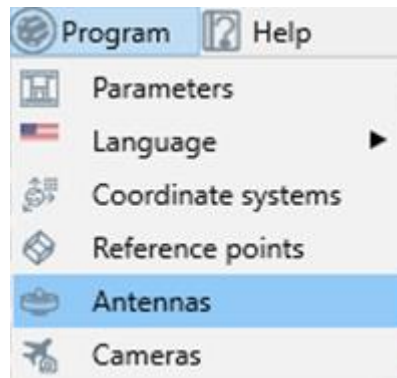 Program Help
Parameters
Language
Coordinate systems
Reference points
Antennas
Cameras